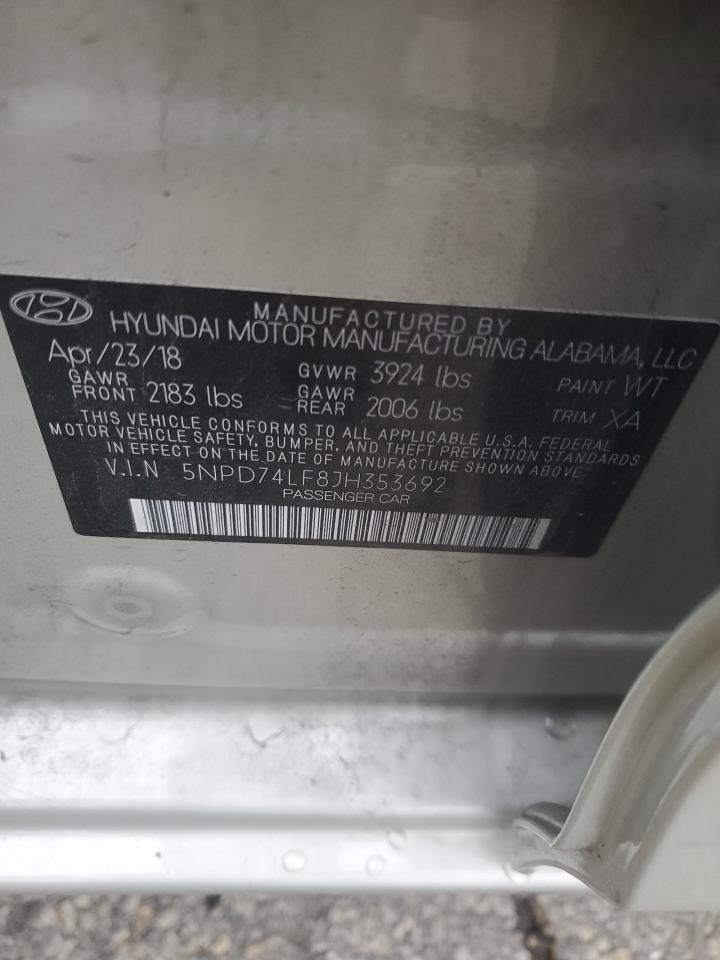 MANUFACTURED BY
HYUNDAI MOTOR MANUFACTURING ALABAMA, LLC
Apr/23/18 GVWR 3924 lbs PAINT WT
GAWR FRONT 2183 lbs GAWR REAR 2006 lbs TRIM XA
THIS VEHICLE CONFORMS TO ALL APPLICABLE U.S.A. FEDERAL
MOTOR VEHICLE SAFETY, BUMPER, AND THEFT PREVENTION STANDARDS
IN EFFECT ON THE DATE OF MANUFACTURE SHOWN ABOVE.
V.I.N 5NPD74LF8JH353692
PASSENGER CAR